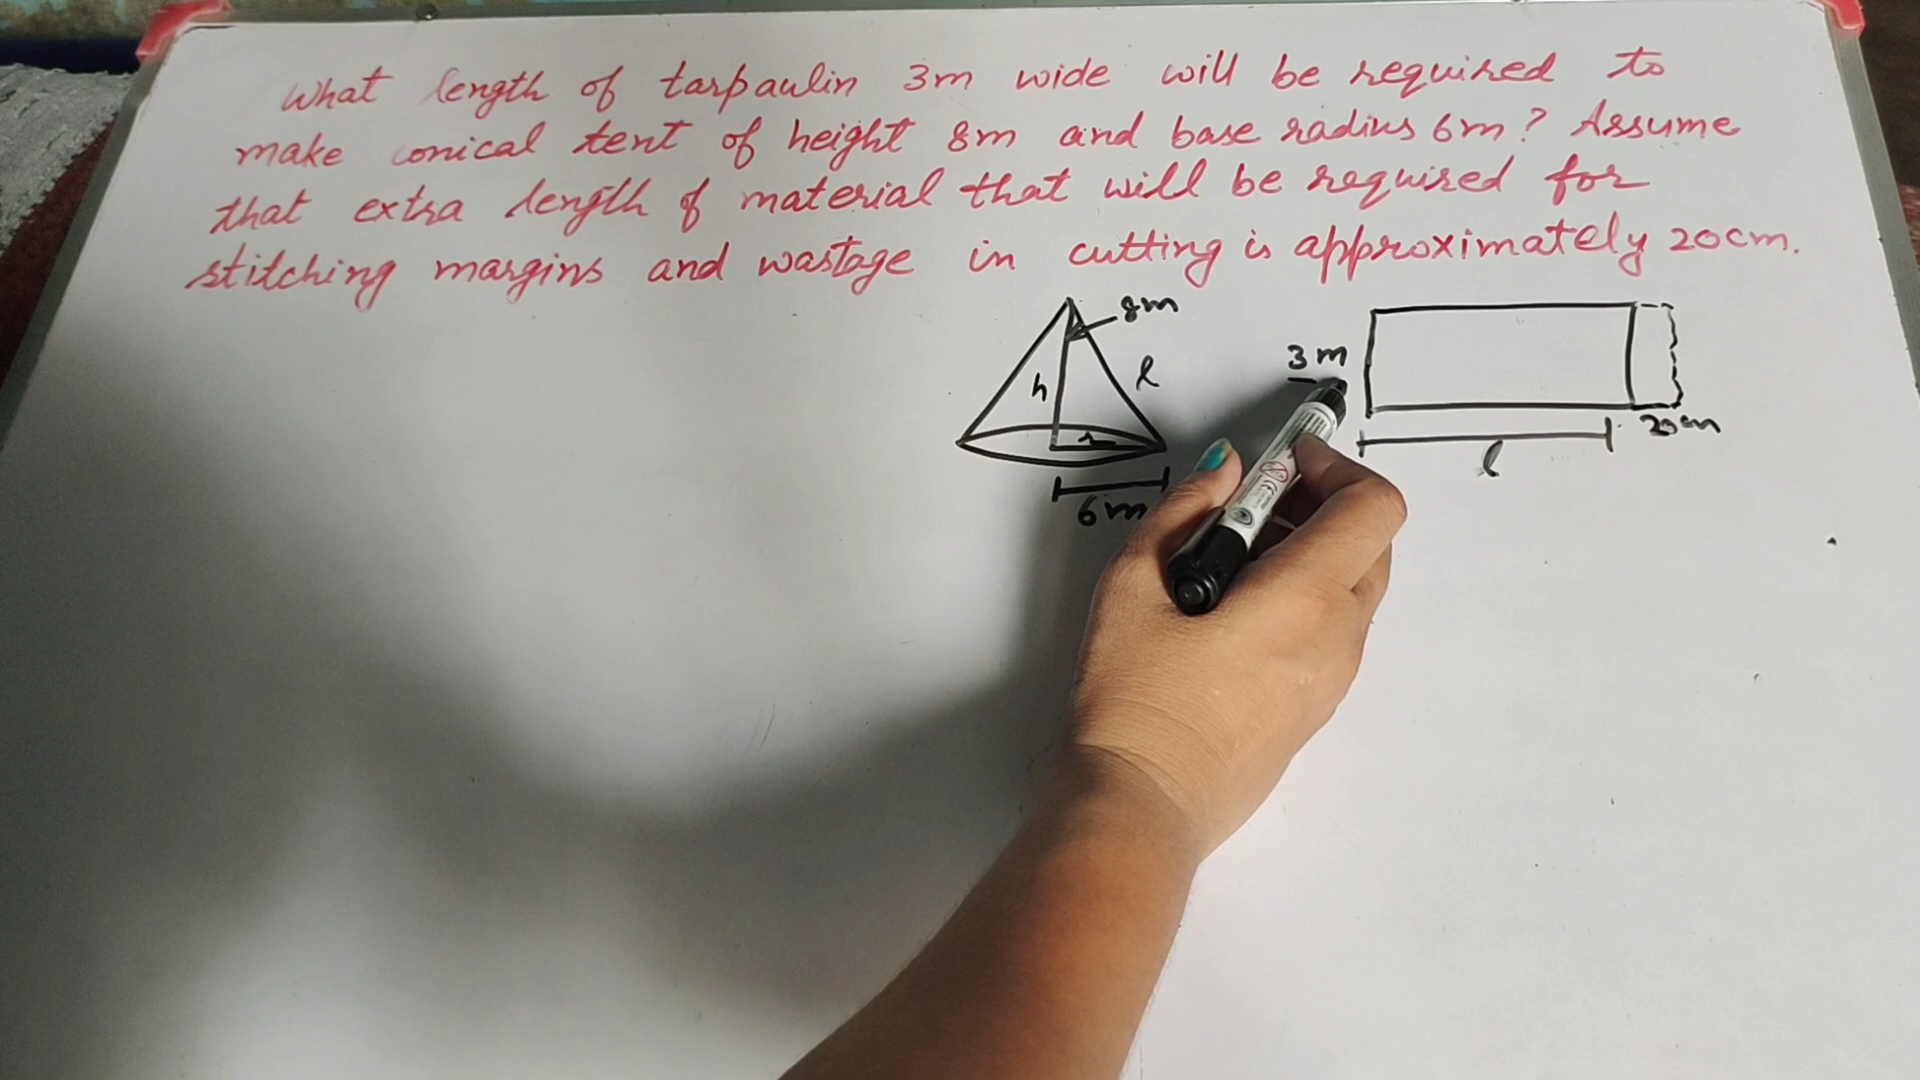 What length of tarpaulin 3m wide will be required to
make conical tent of height 8m and base radius 6m? Assume
that extra length of material that will be required for
stitching margins and wastage in cutting is approximately 20cm.
8m
h
l
r
6m
3m
l
20cm